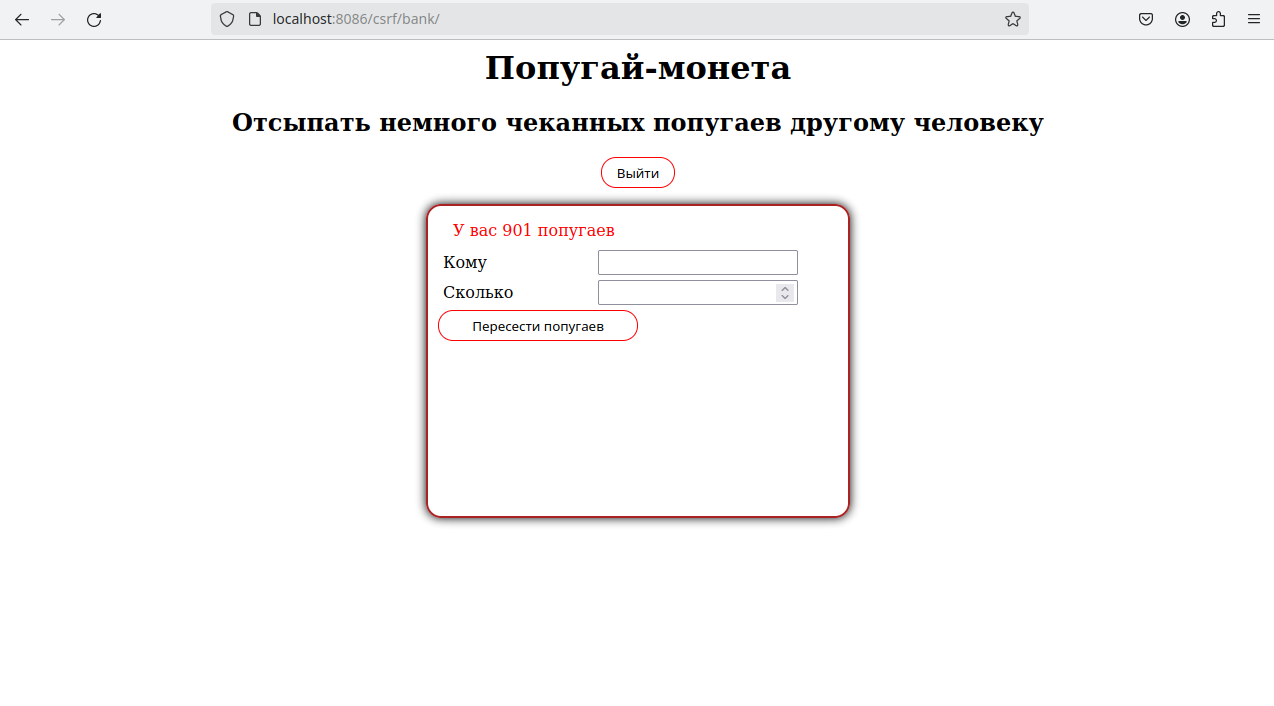 localhost:8086/csrf/bank/
Попугай-монета
Отсыпать немного чеканных попугаев другому человеку
Выйти
У вас 901 попугаев
Кому
Сколько
Пересести попугаев